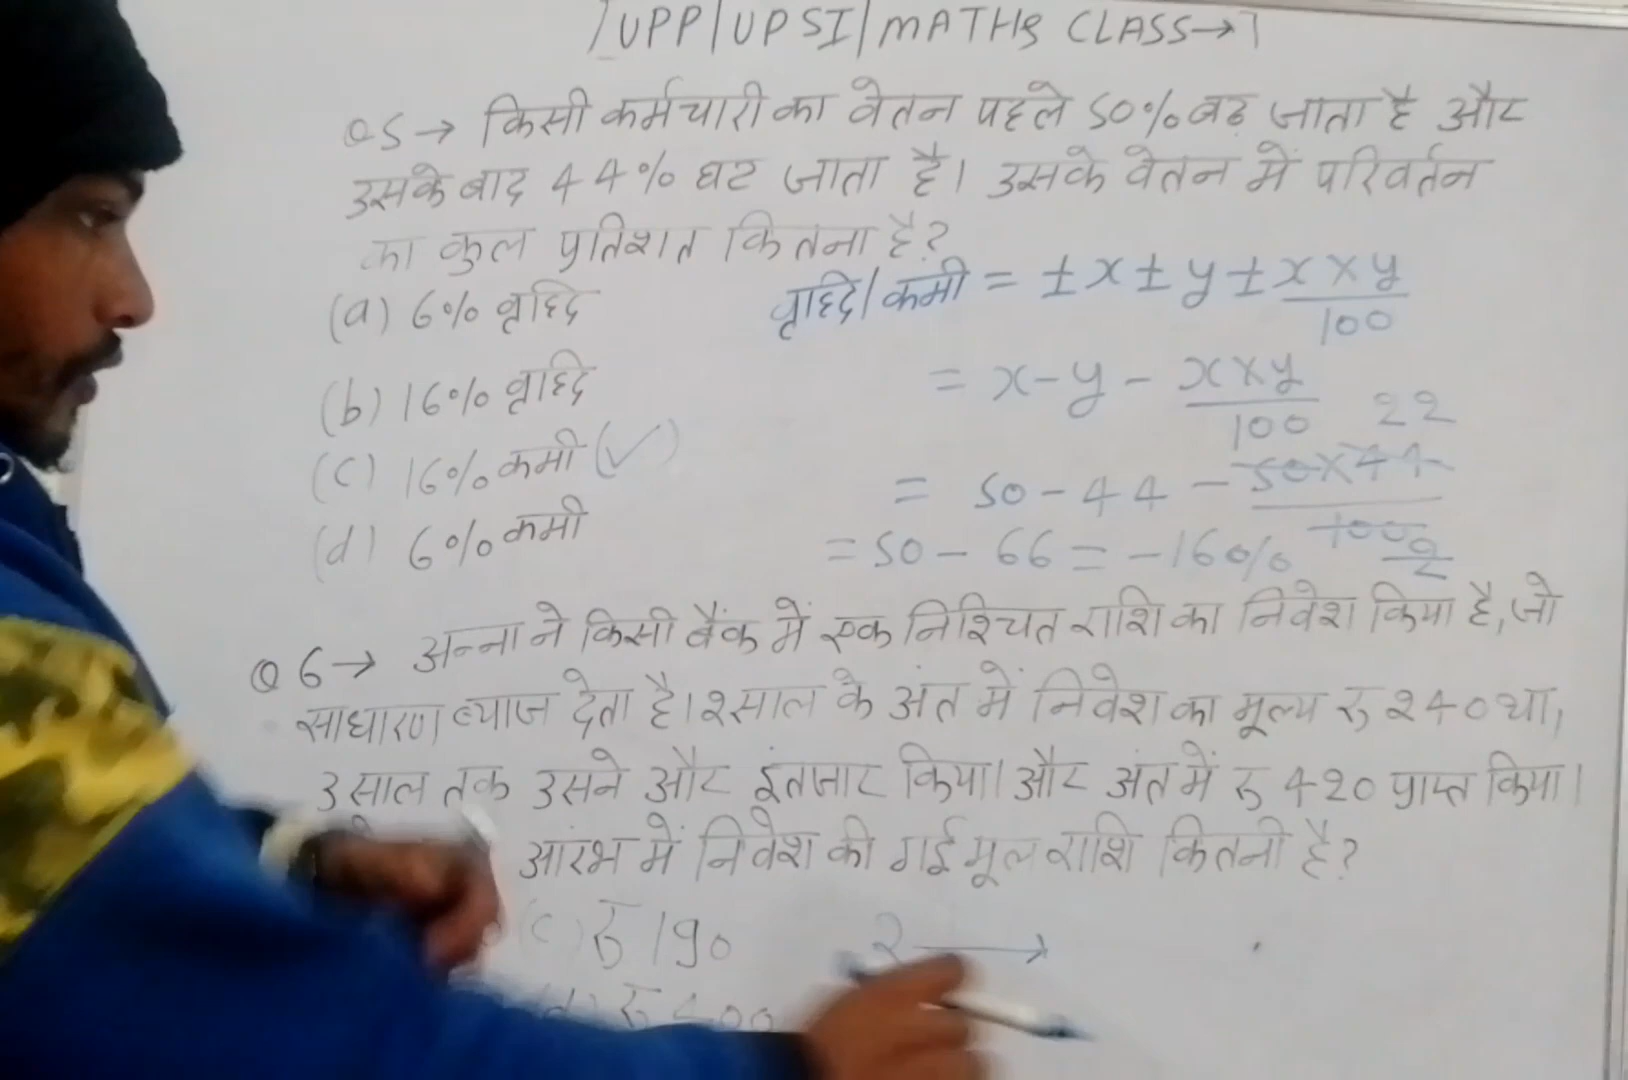 UPP/UPSI/MATHS CLASS→
Q5→ किसी कर्मचारी का वेतन पहले 50% बढ़ जाता है और
उसके बाद 44% घट जाता है। उसके वेतन में परिवर्तन
का कुल प्रतिशत कितना है?
(a) 6% वृद्धि
(b) 16% वृद्धि
(c) 16% कमी (✓)
(d) 6% कमी
वृद्धि/कमी = ± x ± y ± x×y/100
= x-y - x×y/100
22
= 50-44 - 50×44/100
2
= 50-66 = -16%
Q6→ अन्ना ने किसी बैंक में एक निश्चित राशि का निवेश किया है, जो
साधारण ब्याज देता है। 2साल के अंत में निवेश का मूल्य रु 240 था,
3साल तक उसने और इंतजार किया। और अंत में रु 420 प्राप्त किया।
आरंभ में निवेश की गई मूल राशि कितनी है?
(c) रु 190
2 →
रु 400